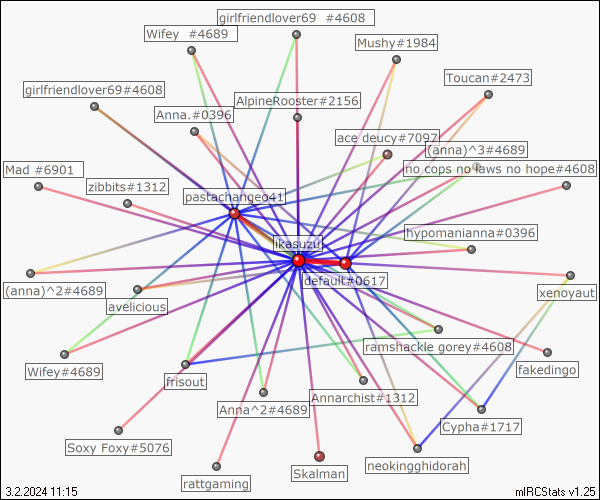 girlfriendlover69  #4608
Wifey  #4689
Mushy#1984
Toucan#2473
girlfriendlover69#4608
AlpineRooster#2156
Anna.#0396
ace deucy#7097
(anna)^3#4689
Mad #6901
no cops no laws no hope#4608
zibbits#1312
pastachangeo41
hypomanianna#0396
ikasuzu
default#0617
(anna)^2#4689
xenoyaut
avelicious
ramshackle gorey#4608
Wifey#4689
fakedingo
frisout
Annarchist#1312
Anna^2#4689
Cypha#1717
Soxy Foxy#5076
neokingghidorah
Skalman
rattgaming
3.2.2024 11:15
mIRCStats v1.25